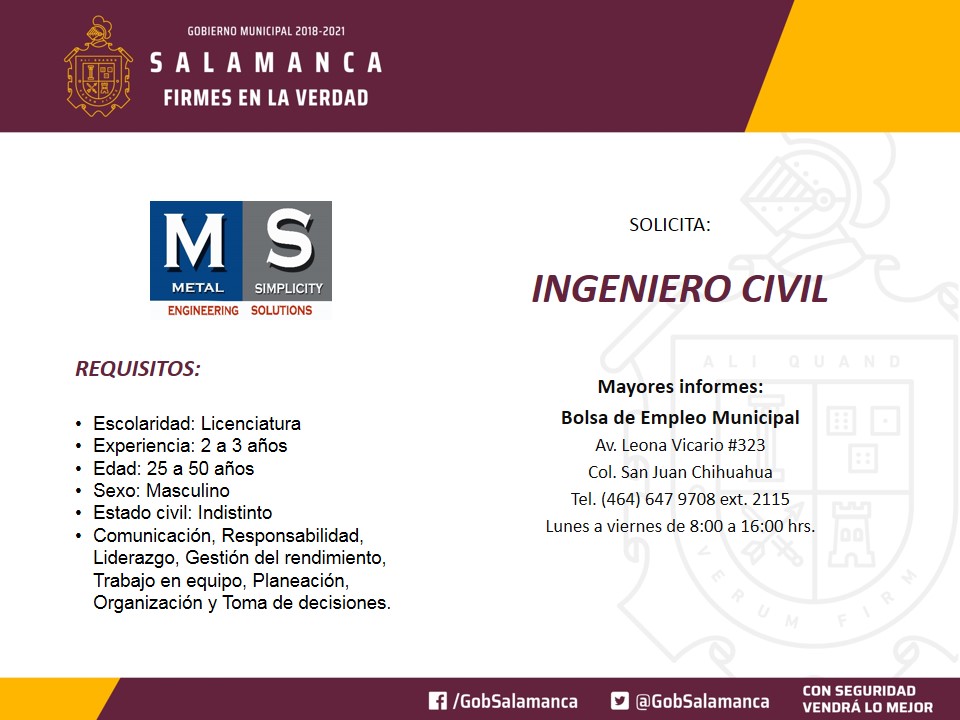 GOBIERNO MUNICIPAL 2018-2021
SALAMANCA
FIRMES EN LA VERDAD
M S
METAL SIMPLICITY
ENGINEERING SOLUTIONS
REQUISITOS:
• Escolaridad: Licenciatura
• Experiencia: 2 a 3 años
• Edad: 25 a 50 años
• Sexo: Masculino
• Estado civil: Indistinto
• Comunicación, Responsabilidad,
Liderazgo, Gestión del rendimiento,
Trabajo en equipo, Planeación,
Organización y Toma de decisiones.
SOLICITA:
INGENIERO CIVIL
Mayores informes:
Bolsa de Empleo Municipal
Av. Leona Vicario #323
Col. San Juan Chihuahua
Tel. (464) 647 9708 ext. 2115
Lunes a viernes de 8:00 a 16:00 hrs.
ALI QUAND
VERUM FIRM
/GobSalamanca
@GobSalamanca
CON SEGURIDAD
VENDRÁ LO MEJOR